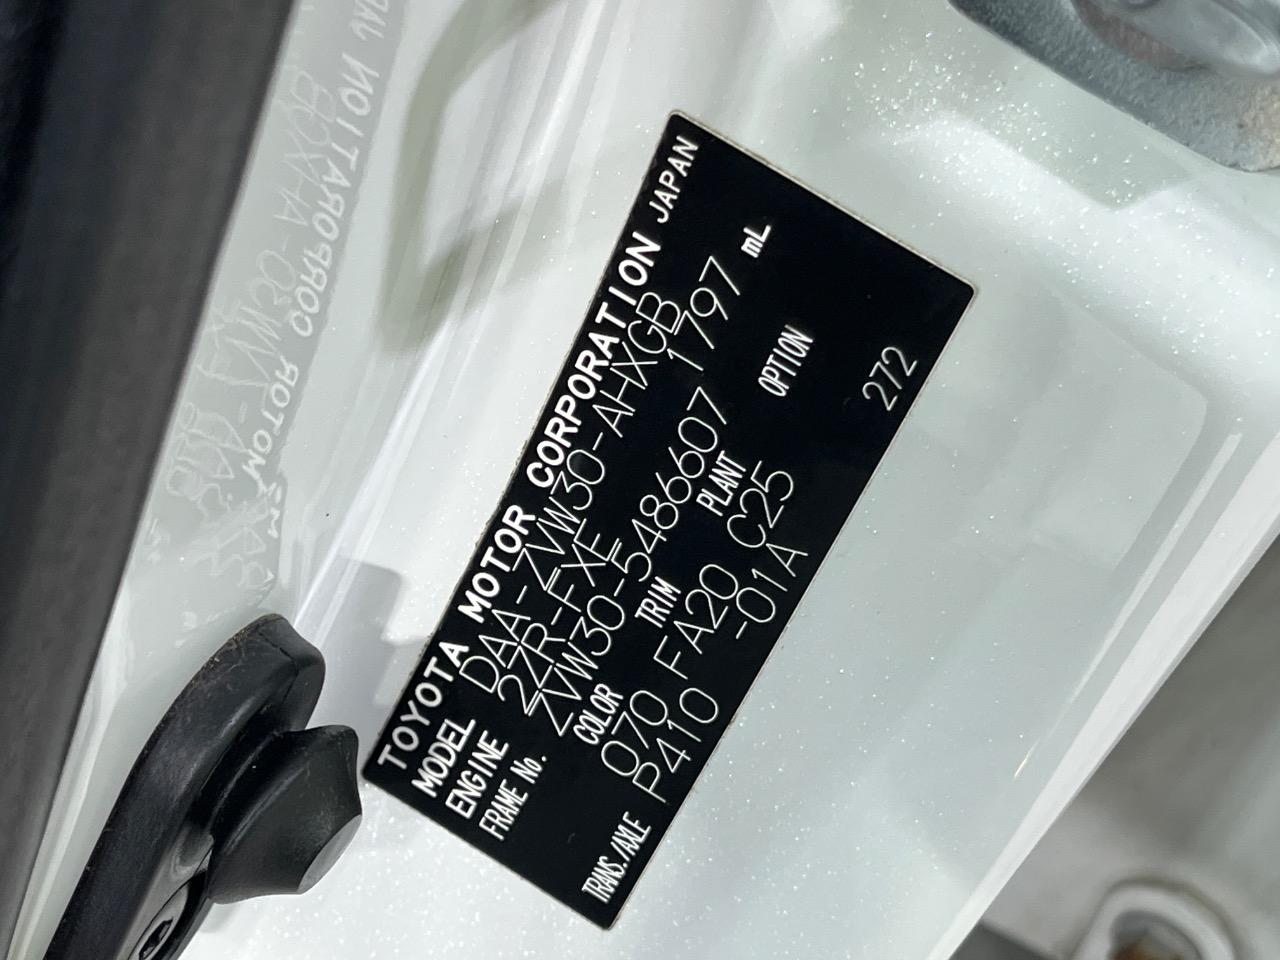 TOYOTA MOTOR CORPORATION JAPAN
MODEL DAA-ZVW30-AHXGB
ENGINE 2ZR-FXE 1797 mL
FRAME No. ZVW30-5486607
COLOR TRIM PLANT OPTION
070 FA20 C25
TRANS./AXLE P410 -01A
272